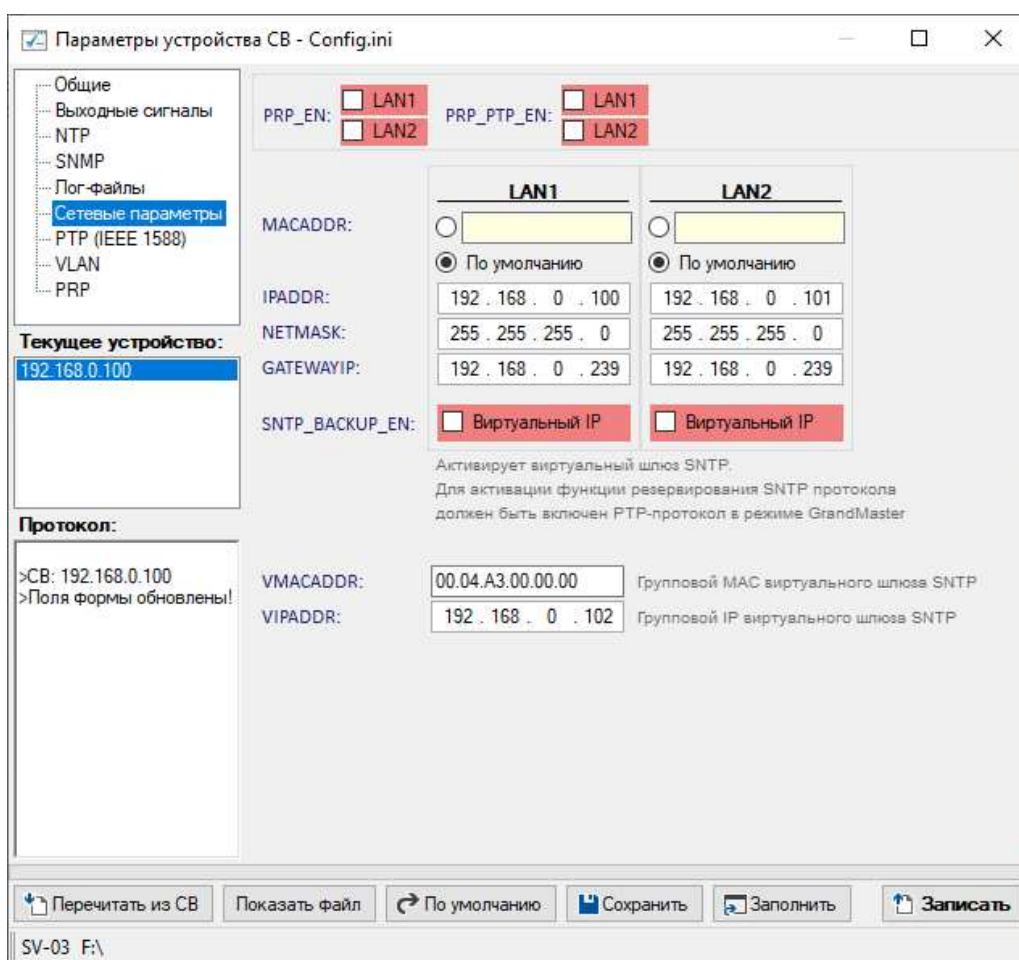 Параметры устройства СВ - Config.ini
Общие
Выходные сигналы
NTP
SNMP
Лог-файлы
Сетевые параметры
PTP (IEEE 1588)
VLAN
PRP
Текущее устройство:
192.168.0.100
Протокол:
>СВ: 192.168.0.100
>Поля формы обновлены!
PRP_EN: LAN1 PRP_PTP_EN: LAN1
LAN2 LAN2
LAN1 LAN2
MACADDR:
По умолчанию По умолчанию
IPADDR: 192 . 168 . 0 . 100 192 . 168 . 0 . 101
NETMASK: 255 . 255 . 255 . 0 255 . 255 . 255 . 0
GATEWAYIP: 192 . 168 . 0 . 239 192 . 168 . 0 . 239
SNTP_BACKUP_EN: Виртуальный IP Виртуальный IP
Активирует виртуальный шлюз SNTP.
Для активации функции резервирования SNTP протокола
должен быть включен PTP-протокол в режиме GrandMaster
VMACADDR: 00.04.A3.00.00.00 Групповой MAC виртуального шлюза SNTP
VIPADDR: 192 . 168 . 0 . 102 Групповой IP виртуального шлюза SNTP
Перечитать из СВ Показать файл По умолчанию Сохранить Заполнить Записать
SV-03 F:\